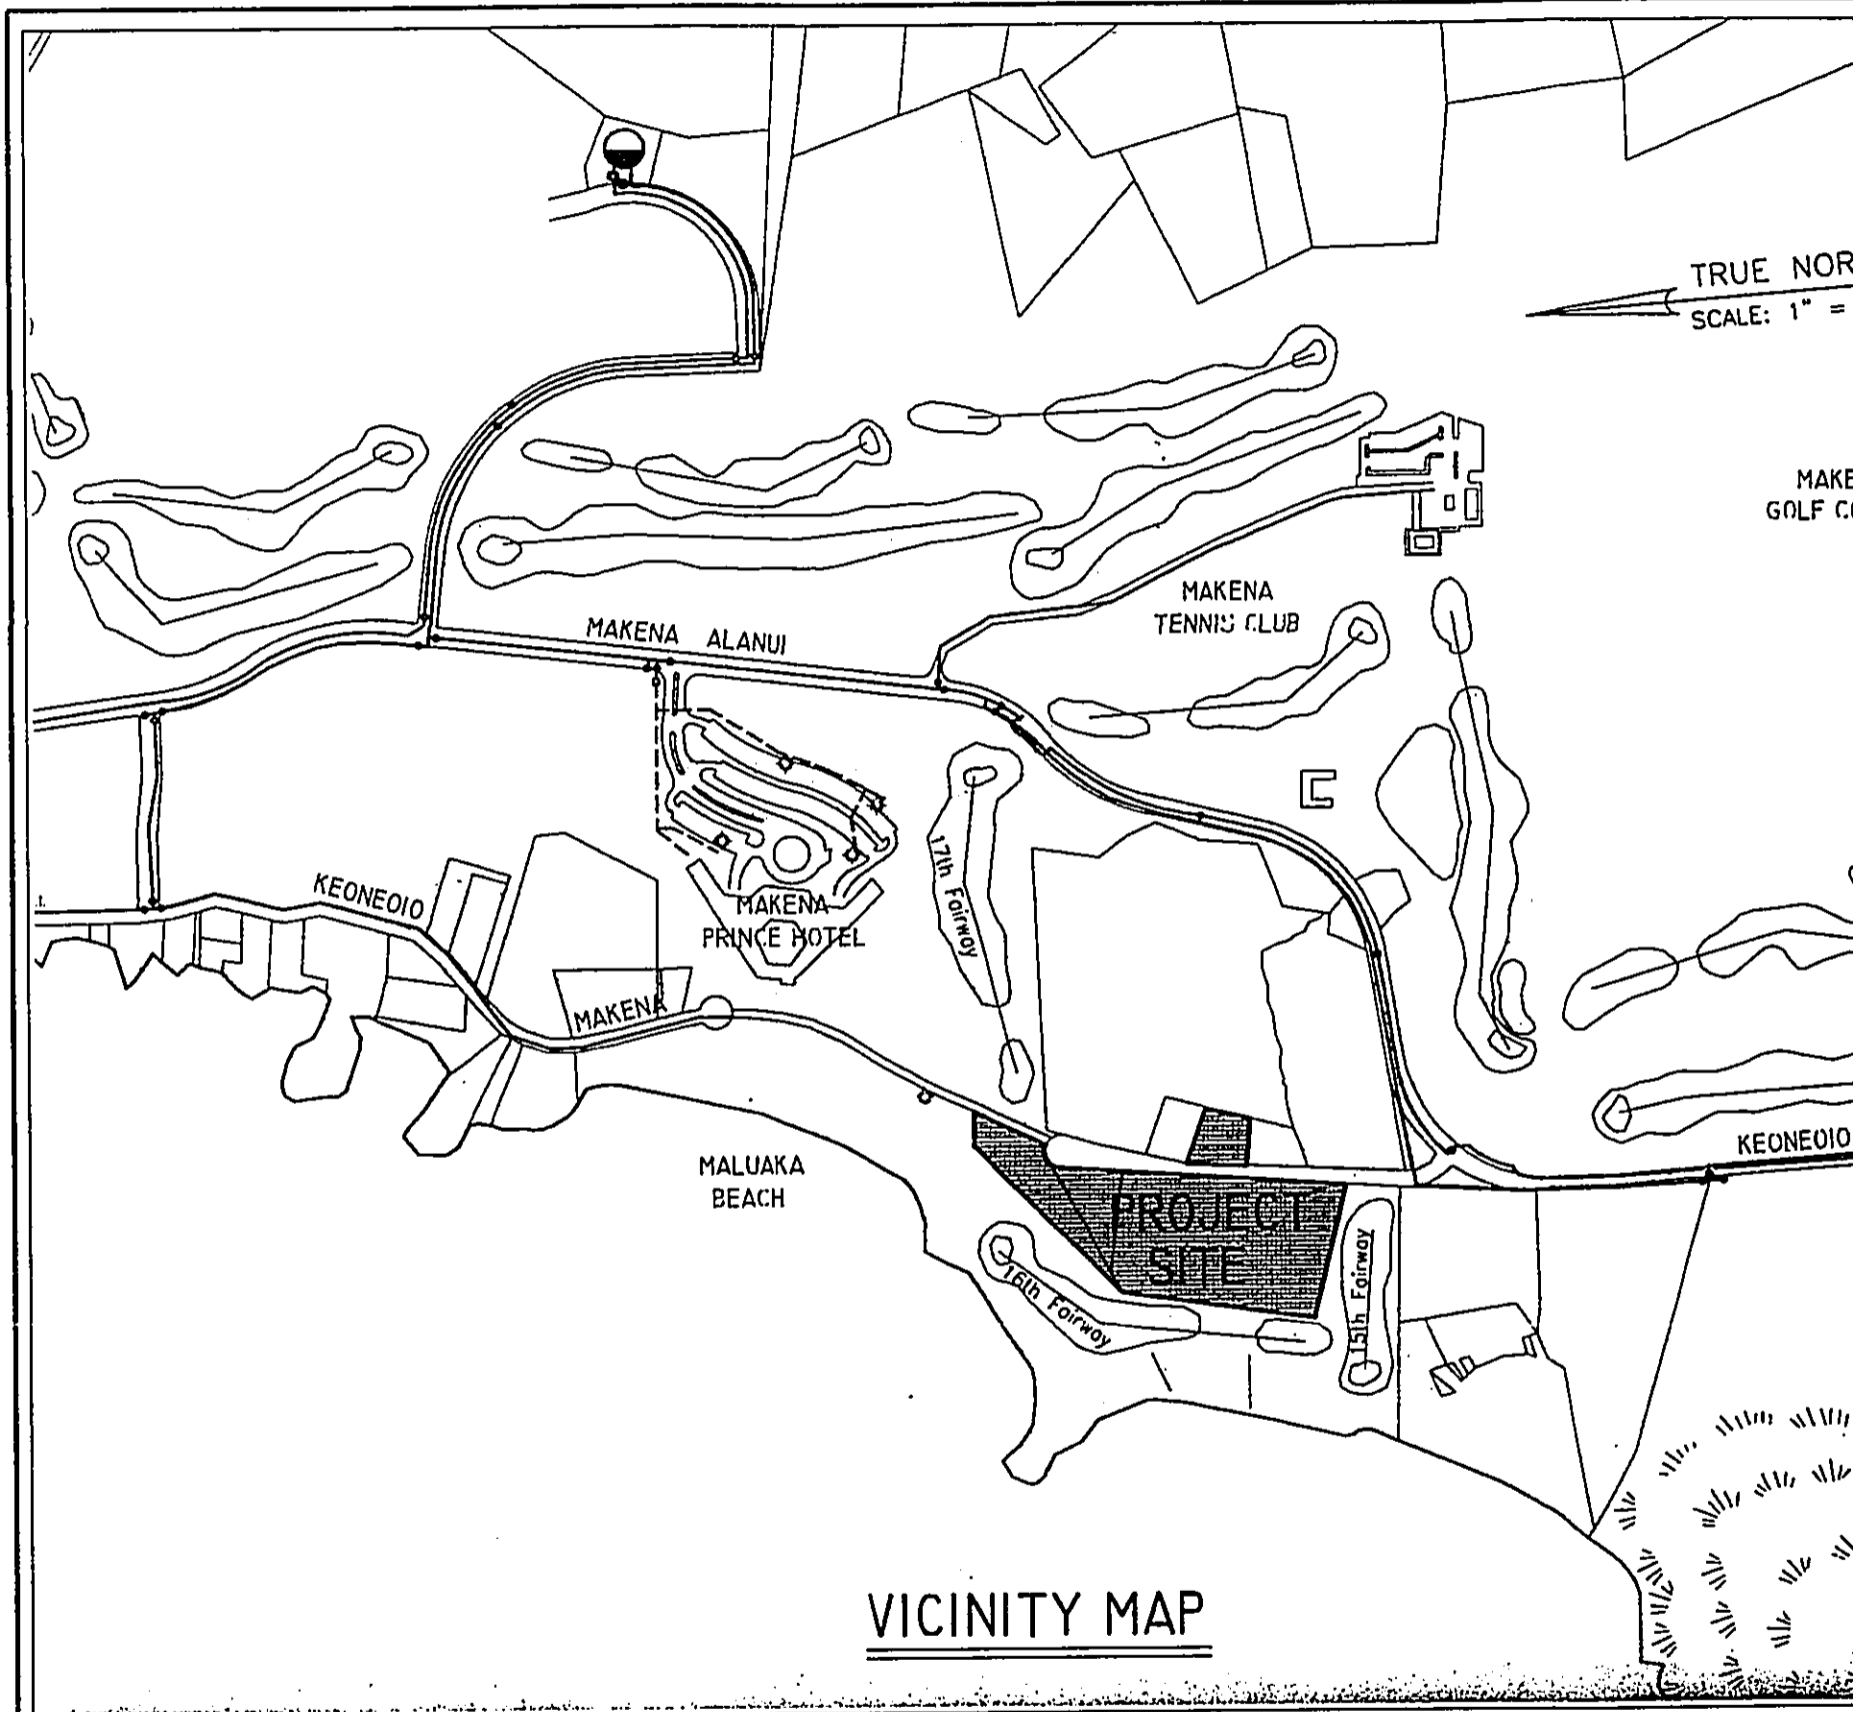 TRUE NOR
SCALE: 1" =
MAKE
GOLF CO
MAKENA
TENNIS CLUB
MAKENA ALANUI
17th Fairway
KEONEOIO
MAKENA
PRINCE HOTEL
MAKENA
MALUAKA
BEACH
KEONEOIO
PROJECT
SITE
16th Fairway
15th Fairway
VICINITY MAP